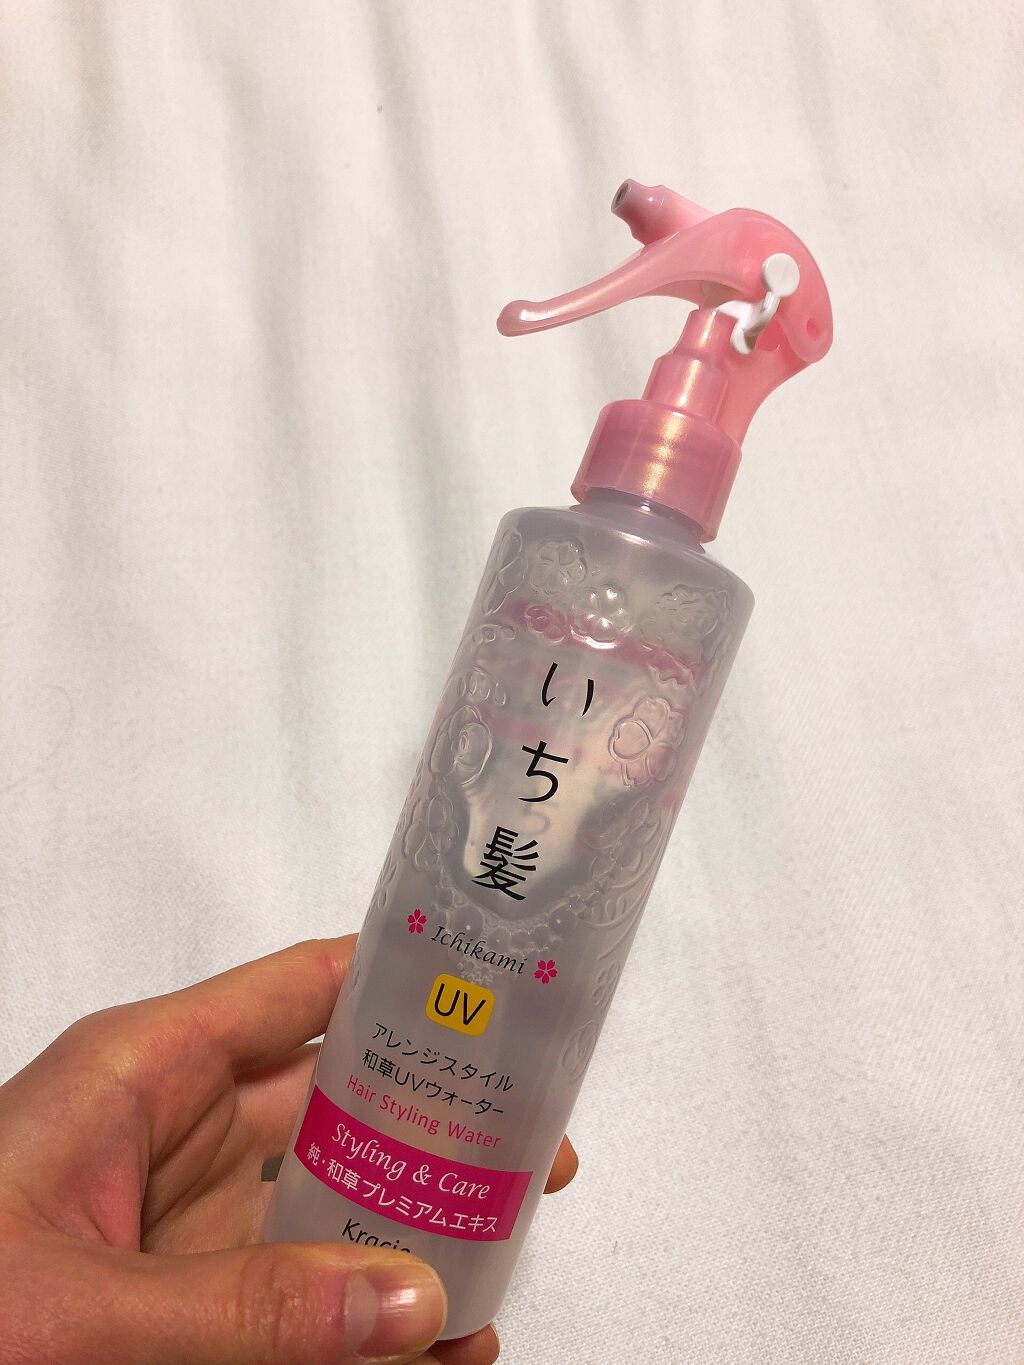 いち髪
Ichikami
UV
アレンジスタイル
和草UVウォーター
Hair Styling Water
Styling & Care
純・和草プレミアムエキス
Kracie